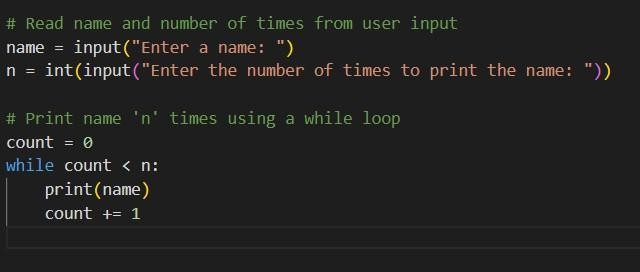 # Read name and number of times from user input
name = input("Enter a name: ")
n = int(input("Enter the number of times to print the name: "))

# Print name 'n' times using a while loop
count = 0
while count < n:
    print(name)
    count += 1